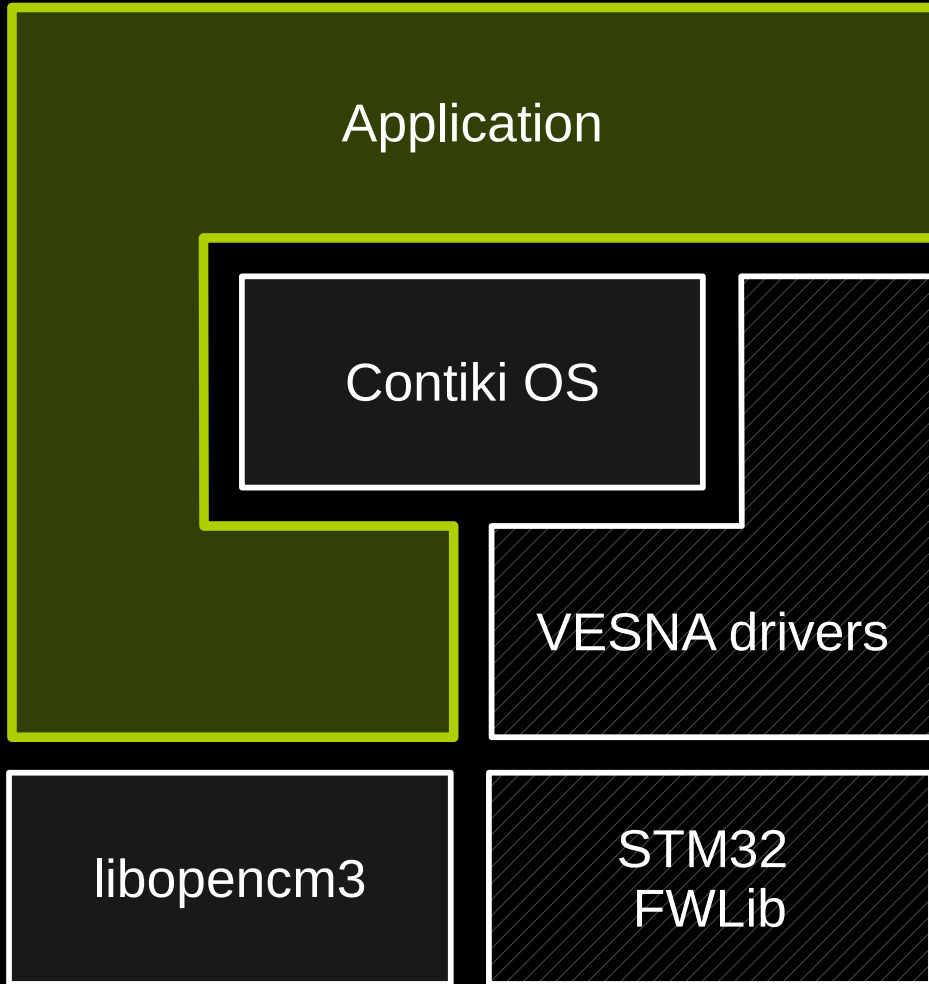 Application
Contiki OS
VESNA drivers
libopencm3
STM32
FWLib